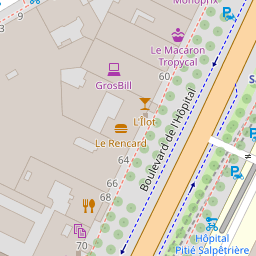 73
Monoprix
Le Macaron
Tropycal
GrosBill
60
L'Îlot
Boulevard de l'Hôpital
Le Rencard
64
66
68
70
Hôpital
Pitié Salpêtrière